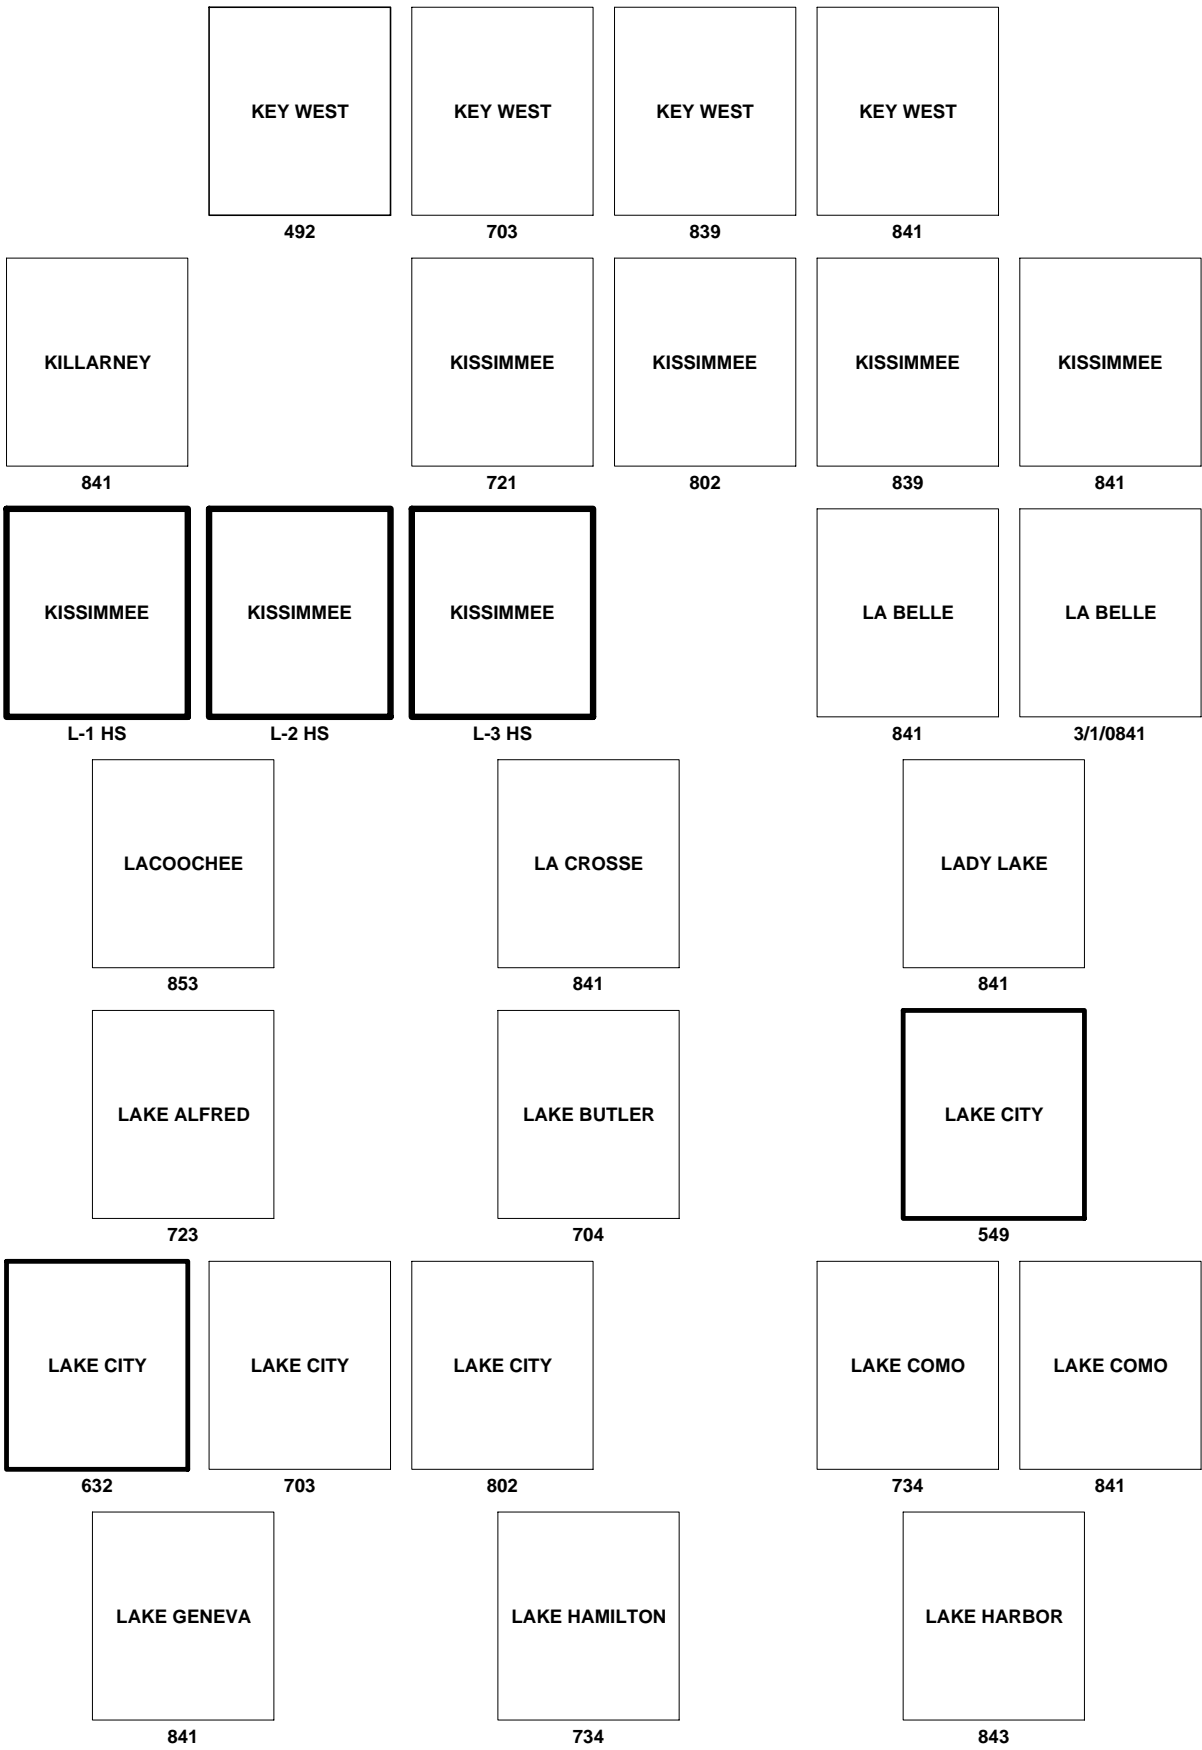 KEY WEST KEY WEST KEY WEST KEY WEST
492 703 839 841
KILLARNEY KISSIMMEE KISSIMMEE KISSIMMEE KISSIMMEE
841 721 802 839 841
KISSIMMEE KISSIMMEE KISSIMMEE LA BELLE LA BELLE
L-1 HS L-2 HS L-3 HS 841 3/1/0841
LACOOCHEE LA CROSSE LADY LAKE
853 841 841
LAKE ALFRED LAKE BUTLER LAKE CITY
723 704 549
LAKE CITY LAKE CITY LAKE CITY LAKE COMO LAKE COMO
632 703 802 734 841
LAKE GENEVA LAKE HAMILTON LAKE HARBOR
841 734 843